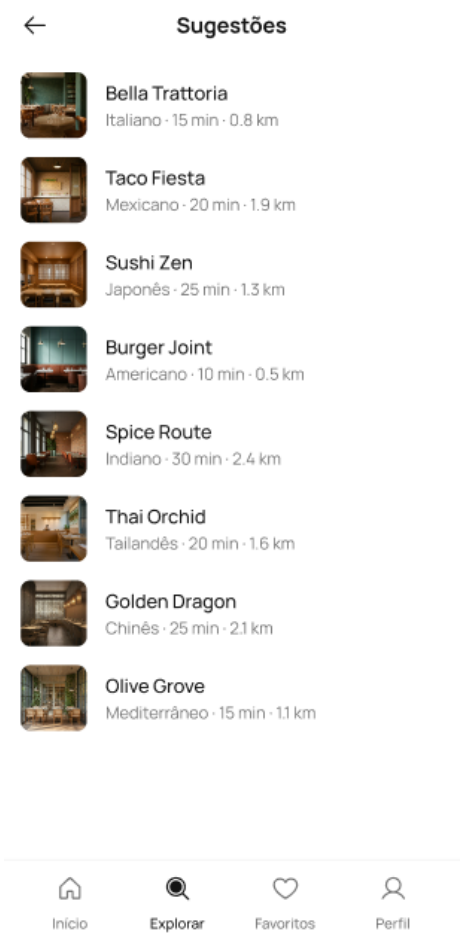 Sugestões
Bella Trattoria
Italiano · 15 min · 0.8 km
Taco Fiesta
Mexicano · 20 min · 1.9 km
Sushi Zen
Japonês · 25 min · 1.3 km
Burger Joint
Americano · 10 min · 0.5 km
Spice Route
Indiano · 30 min · 2.4 km
Thai Orchid
Tailandês · 20 min · 1.6 km
Golden Dragon
Chinês · 25 min · 2.1 km
Olive Grove
Mediterrâneo · 15 min · 1.1 km
Início
Explorar
Favoritos
Perfil